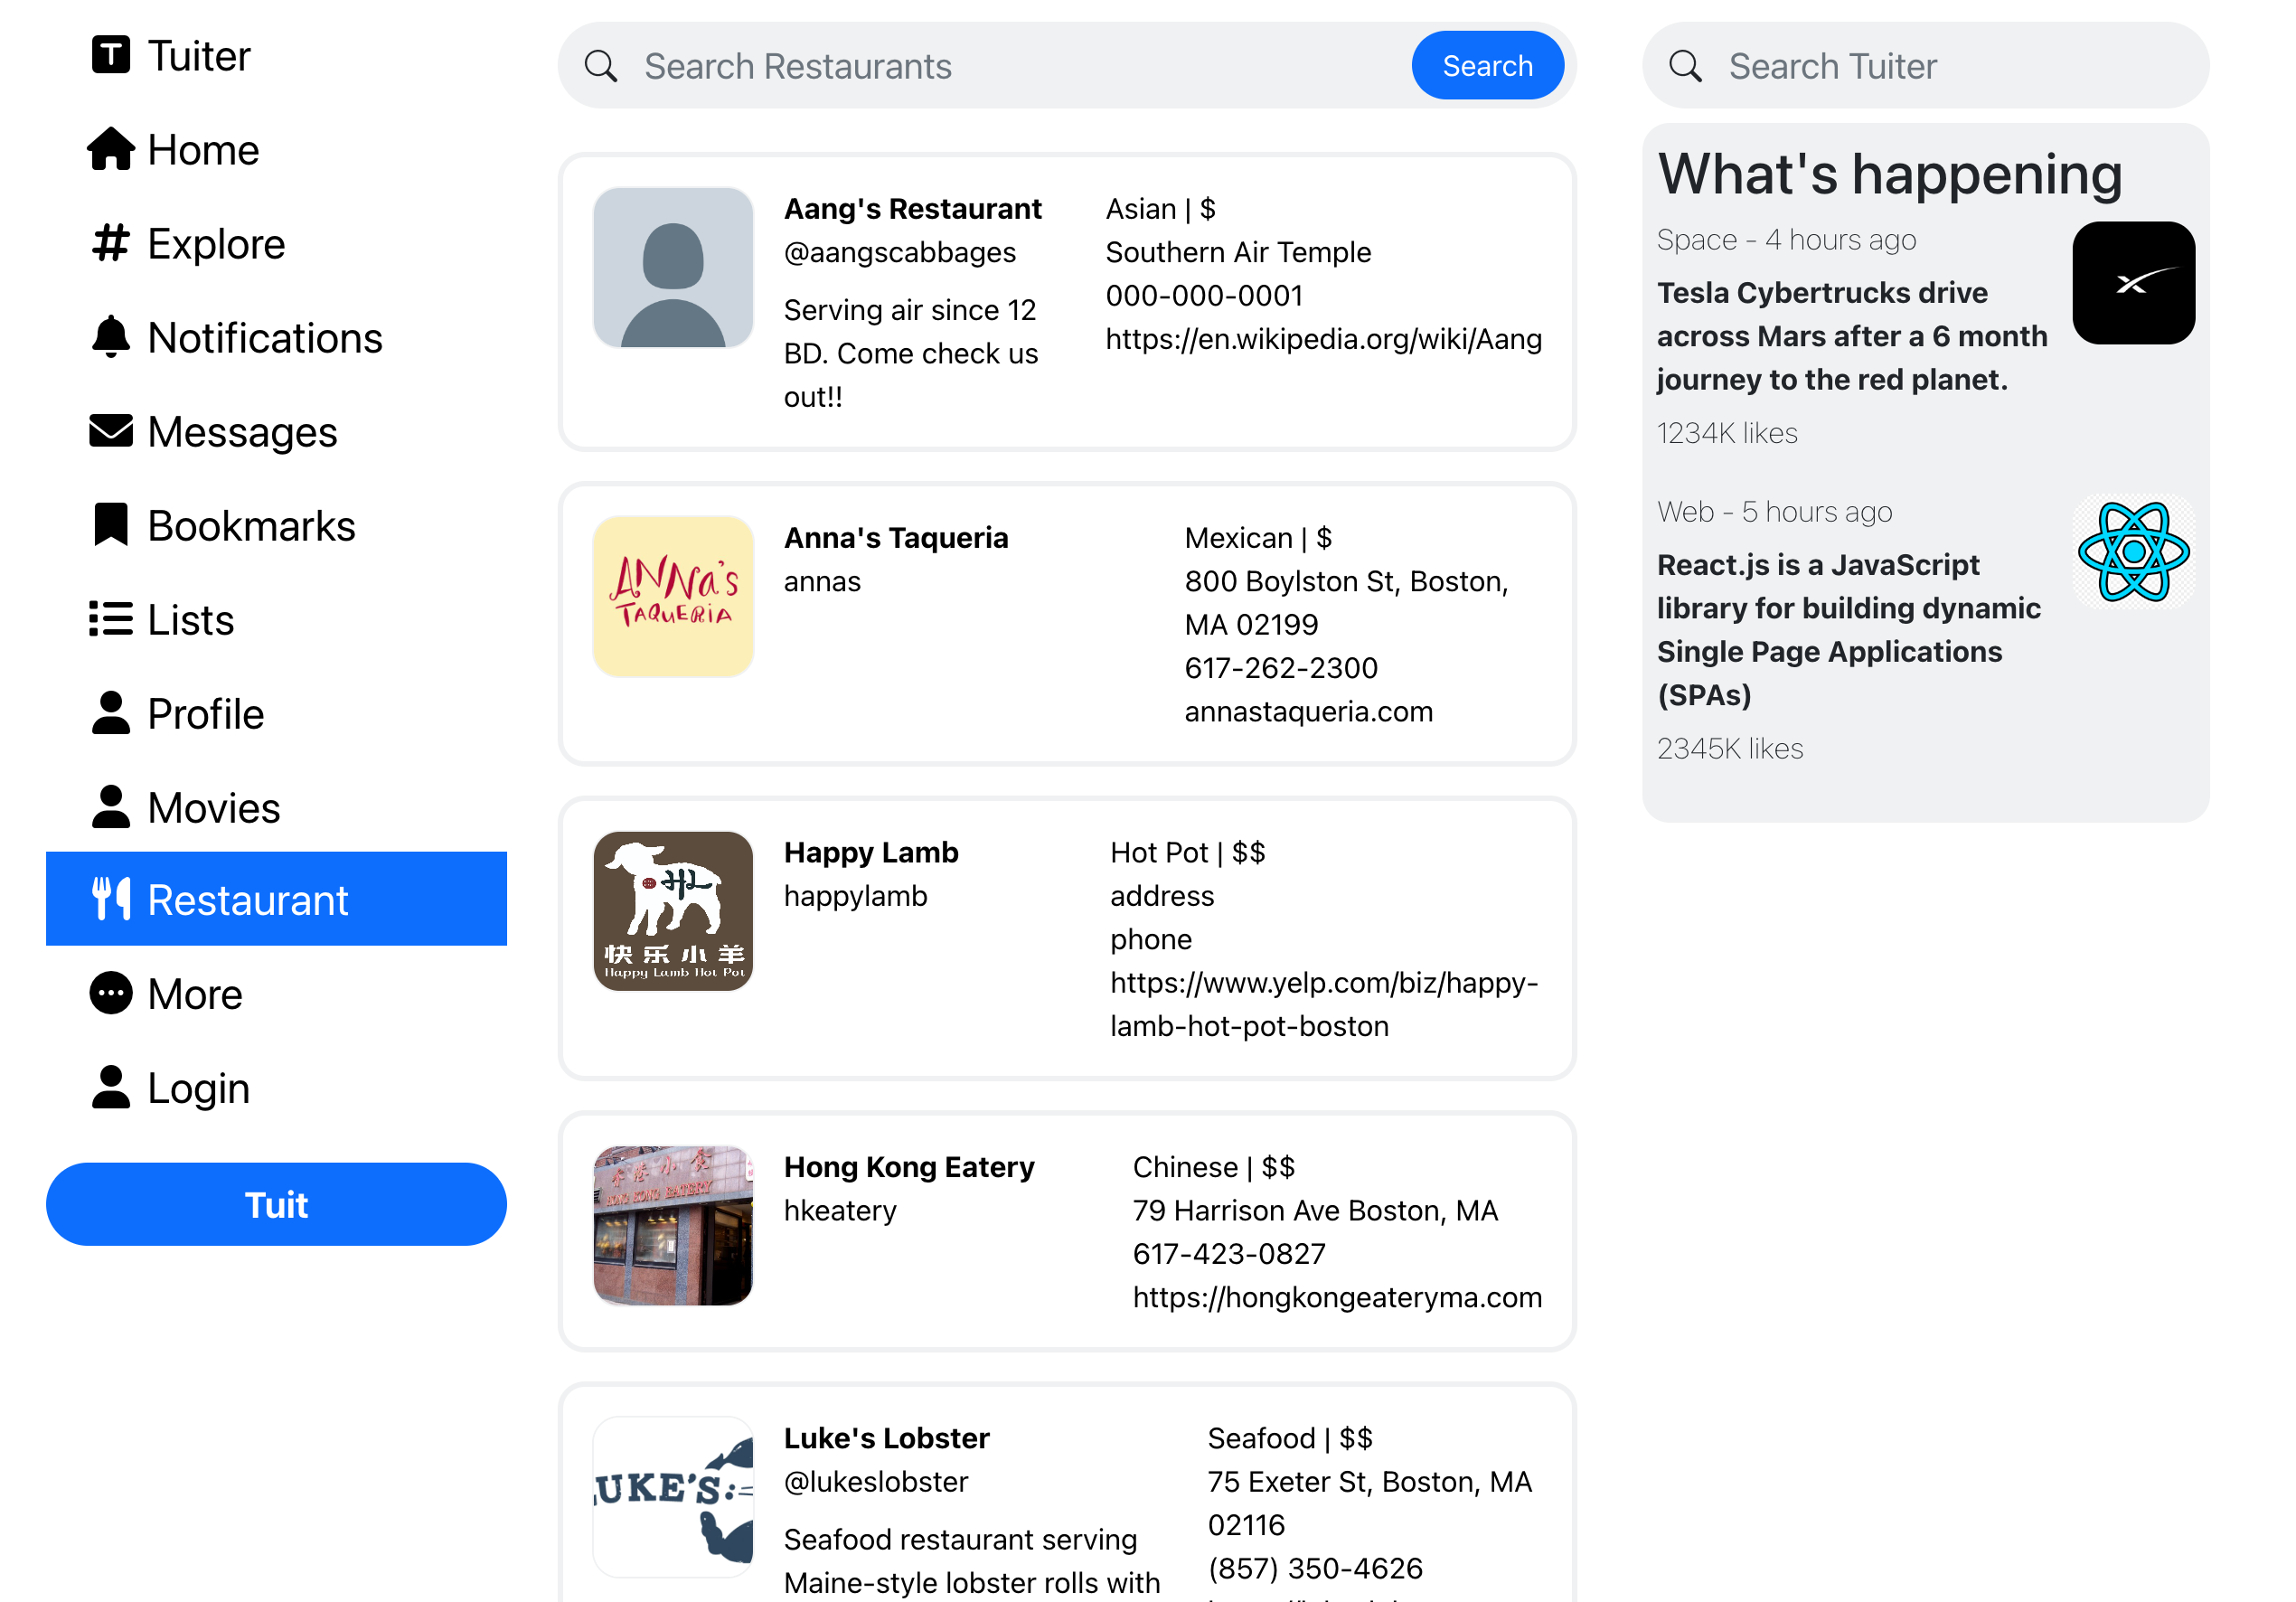 Tuiter
Home
Explore
Notifications
Messages
Bookmarks
Lists
Profile
Movies
Restaurant
More
Login
Tuit
Search Restaurants
Search
Aang's Restaurant
@aangscabbages
Serving air since 12
BD. Come check us
out!!
Asian | $
Southern Air Temple
000-000-0001
https://en.wikipedia.org/wiki/Aang
ANNA'S
TAQUERIA
Anna's Taqueria
annas
Mexican | $
800 Boylston St, Boston,
MA 02199
617-262-2300
annastaqueria.com
快乐小羊
Happy Lamb Hot Pot
Happy Lamb
happylamb
Hot Pot | $$
address
phone
https://www.yelp.com/biz/happy-
lamb-hot-pot-boston
HONG KONG EATERY
Hong Kong Eatery
hkeatery
Chinese | $$
79 Harrison Ave Boston, MA
617-423-0827
https://hongkongeateryma.com
UKE'S
Luke's Lobster
@lukeslobster
Seafood restaurant serving
Maine-style lobster rolls with
Seafood | $$
75 Exeter St, Boston, MA
02116
(857) 350-4626
Search Tuiter
What's happening
Space - 4 hours ago
Tesla Cybertrucks drive
across Mars after a 6 month
journey to the red planet.
1234K likes
Web - 5 hours ago
React.js is a JavaScript
library for building dynamic
Single Page Applications
(SPAs)
2345K likes